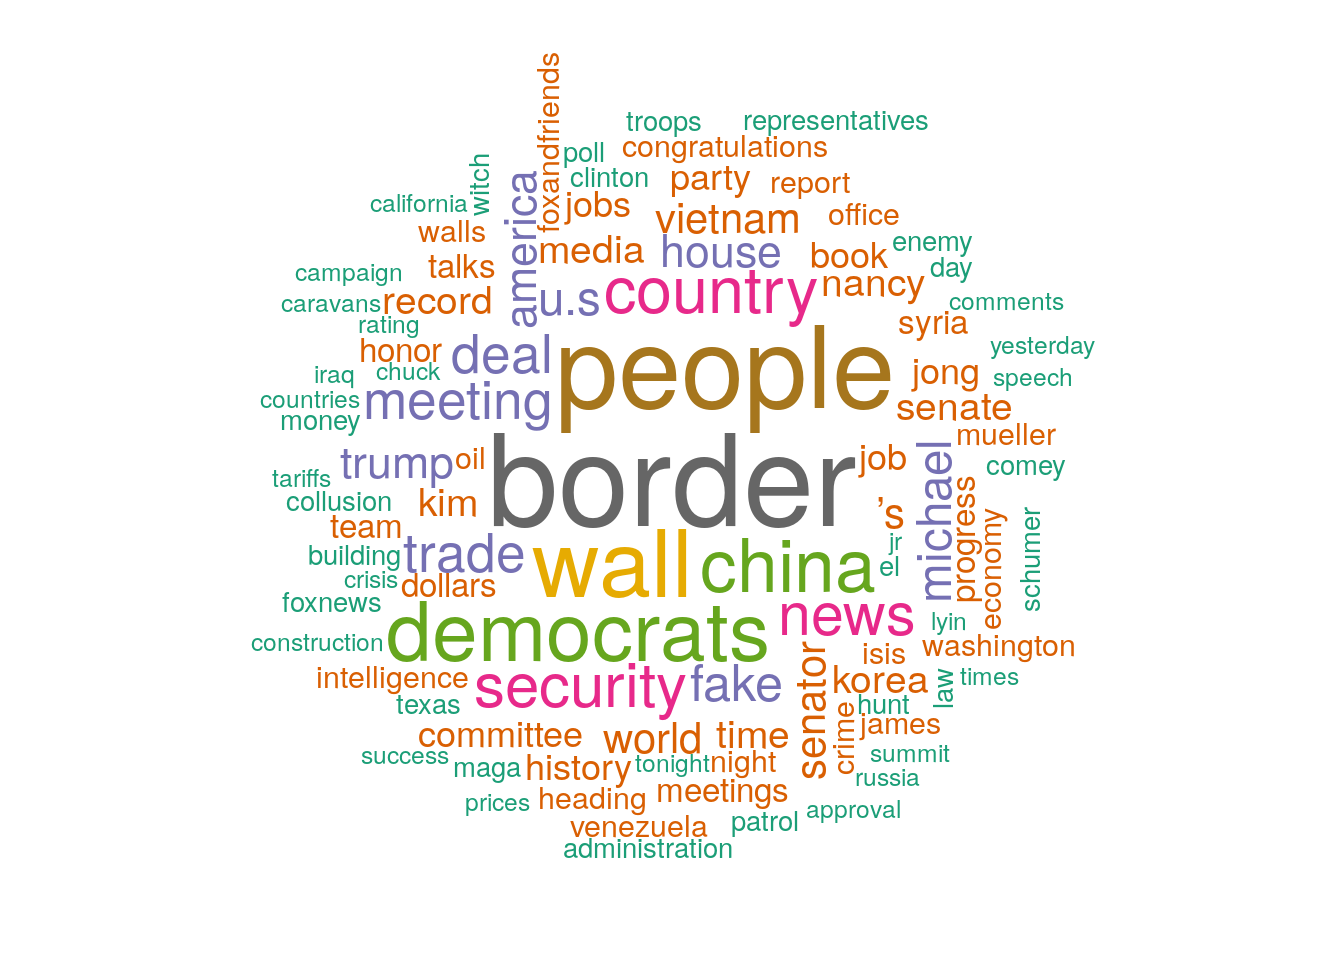 foxandfriends
troops
representatives
congratulations
poll
witch
clinton
party
report
america
california
jobs
vietnam
office
walls
media
house
book
enemy
talks
day
campaign
nancy
caravans
record
u.s
country
comments
rating
syria
honor
deal
people
yesterday
iraq
chuck
jong
speech
countries
meeting
senate
money
mueller
trump
oil
border
job
michael
comey
tariffs
collusion
kim
's
progress
team
economy
schumer
building
trade
wall
china
jr
el
crisis
dollars
foxnews
news
lyin
construction
democrats
isis
washington
intelligence
security
fake
senator
korea
law
times
texas
hunt
crime
james
committee
world
time
success
summit
maga
history
tonight
night
russia
prices
heading
meetings
approval
venezuela
patrol
administration